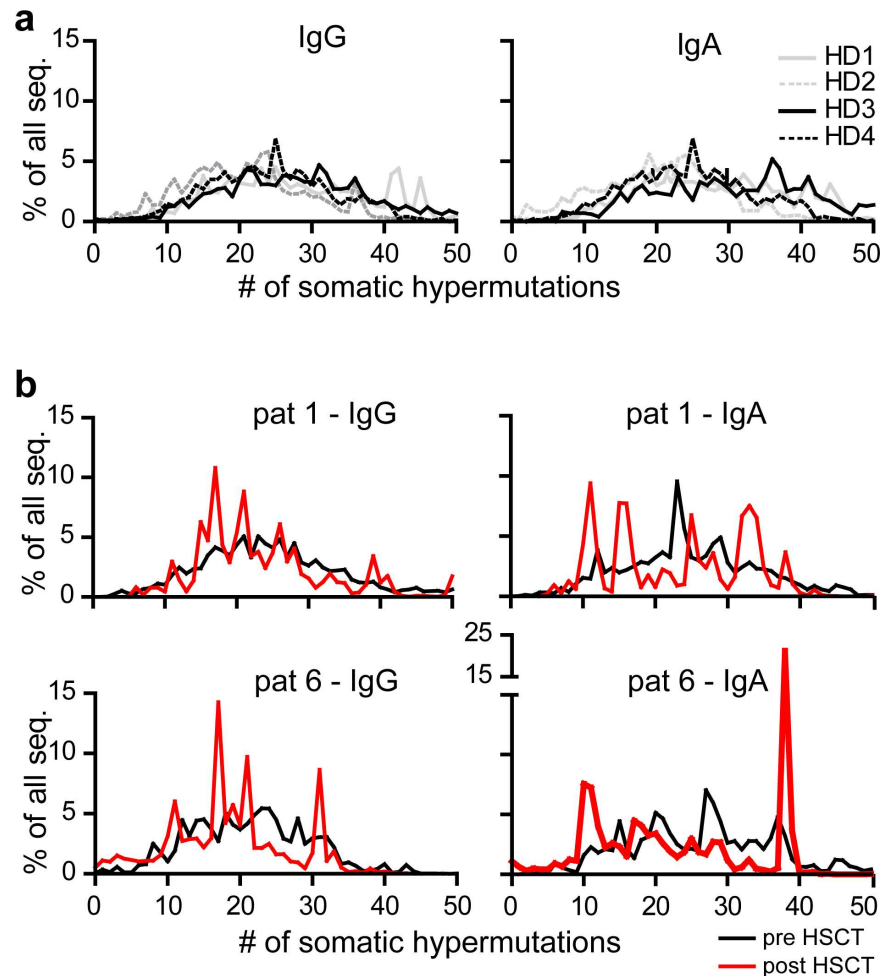 a
IgG
IgA
HD1
HD2
HD3
HD4
% of all seq.
15
10
5
0
0 10 20 30 40 50
0 10 20 30 40 50
# of somatic hypermutations
b
pat 1 - IgG
pat 1 - IgA
% of all seq.
15
10
5
0
pat 6 - IgG
pat 6 - IgA
% of all seq.
15
10
5
0
25
15
0 10 20 30 40 50
0 10 20 30 40 50
# of somatic hypermutations
pre HSCT
post HSCT